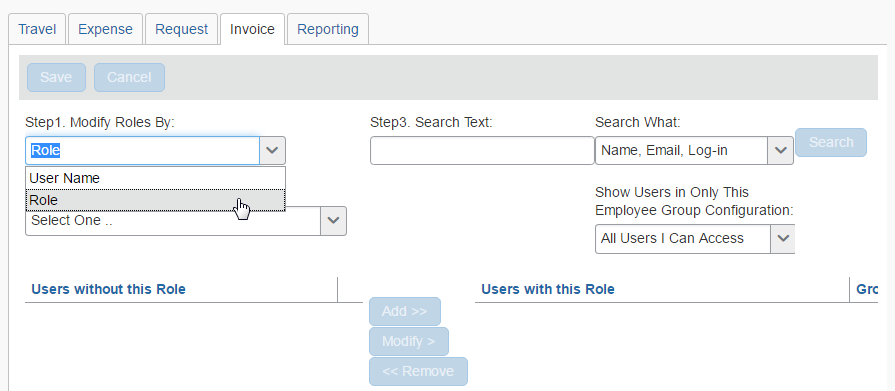 Travel
Expense
Request
Invoice
Reporting
Save
Cancel
Step1. Modify Roles By:
Step3. Search Text:
Search What:
Role
Name, Email, Log-in
Search
User Name
Role
Select One ..
Show Users in Only This
Employee Group Configuration:
All Users I Can Access
Users without this Role
Users with this Role
Gro
Add >>
Modify >
<< Remove